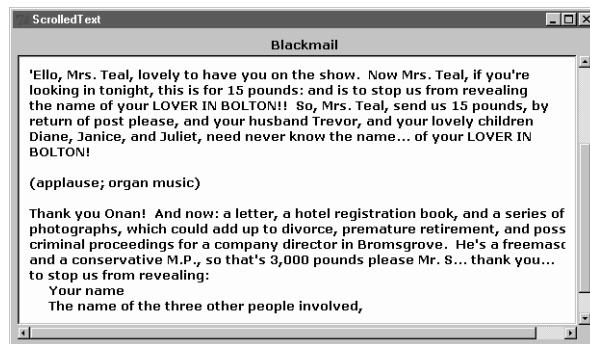 ScrolledText
Blackmail
'Ello, Mrs. Teal, lovely to have you on the show.  Now Mrs. Teal, if you're
looking in tonight, this is for 15 pounds: and is to stop us from revealing
the name of your LOVER IN BOLTON!!  So, Mrs. Teal, send us 15 pounds, by
return of post please, and your husband Trevor, and your lovely children
Diane, Janice, and Juliet, need never know the name... of your LOVER IN
BOLTON!
(applause; organ music)
Thank you Onan!  And now: a letter, a hotel registration book, and a series of
photographs, which could add up to divorce, premature retirement, and poss
criminal proceedings for a company director in Bromsgrove.  He's a freemaso
and a conservative M.P., so that's 3,000 pounds please Mr. S... thank you...
to stop us from revealing:
Your name
The name of the three other people involved,